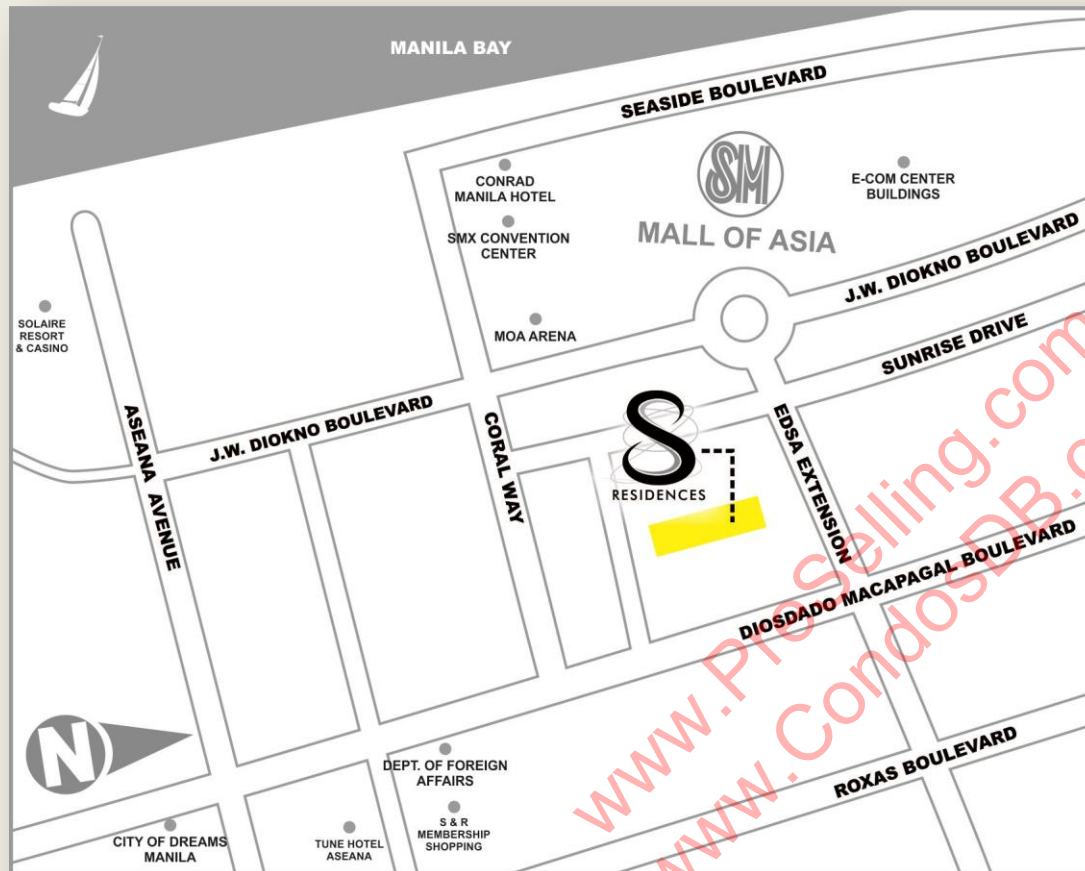 MANILA BAY
SEASIDE BOULEVARD
CONRAD
MANILA HOTEL
SM
MALL OF ASIA
E-COM CENTER
BUILDINGS
SMX CONVENTION
CENTER
J.W. DIOKNO BOULEVARD
SOLAIRE
RESORT
& CASINO
MOA ARENA
SUNRISE DRIVE
ASEANA AVENUE
J.W. DIOKNO BOULEVARD
CORAL WAY
S
RESIDENCES
EDSA EXTENSION
DIOSDADO MACAPAGAL BOULEVARD
N
DEPT. OF FOREIGN
AFFAIRS
ROXAS BOULEVARD
CITY OF DREAMS
MANILA
TUNE HOTEL
ASEANA
S & R
MEMBERSHIP
SHOPPING
www.PreSelling.com
www.CondosDB.c